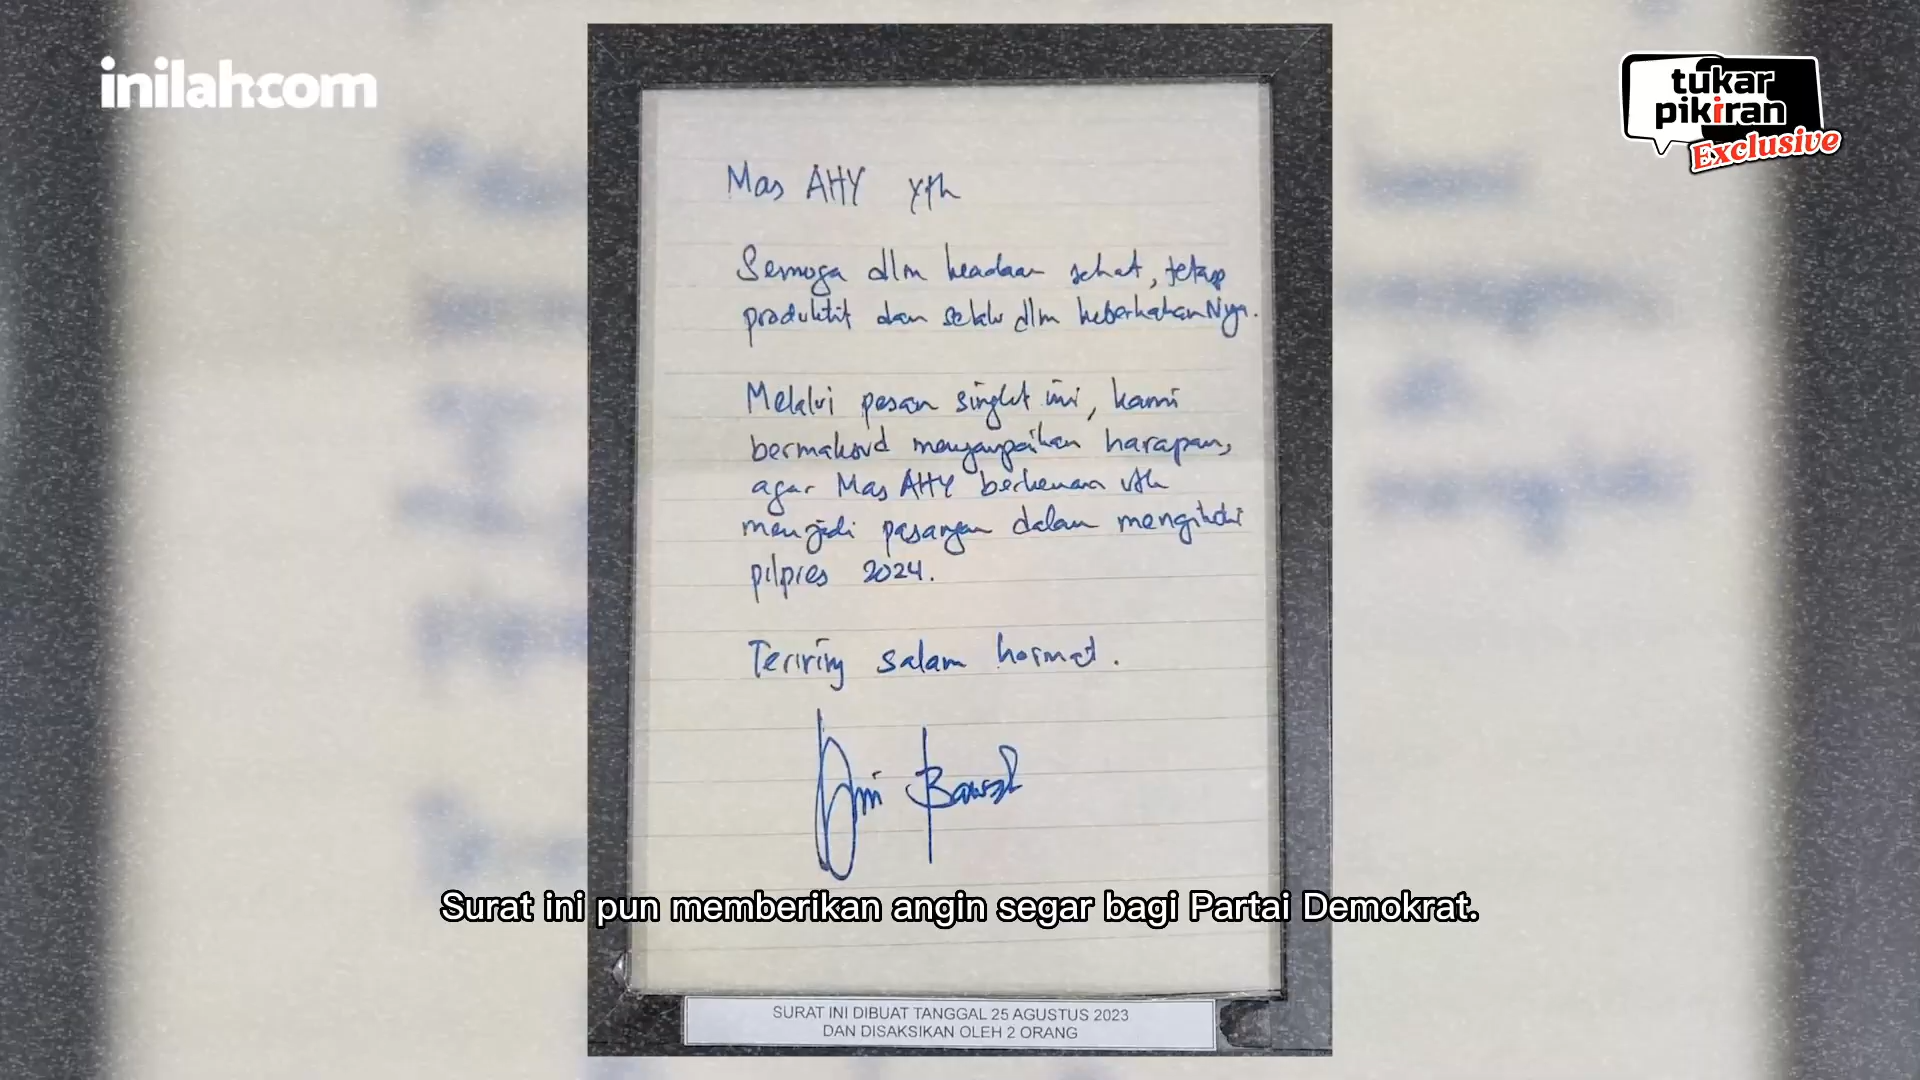 inilah.com
tukar
pikiran
Exclusive
Mas AHY Yth
Semoga dlm keadaan sehat, tetap
produktif dan selalu dlm keberkahanNya.
Melalui pesan singkat ini, kami
bermaksud menyampaikan harapan,
agar Mas AHY berkenan utk
menjadi pasangan dalam mengikuti
pilpres 2024.
Teriring salam hormat.
Surat ini pun memberikan angin segar bagi Partai Demokrat.
SURAT INI DIBUAT TANGGAL 25 AGUSTUS 2023
DAN DISAKSIKAN OLEH 2 ORANG